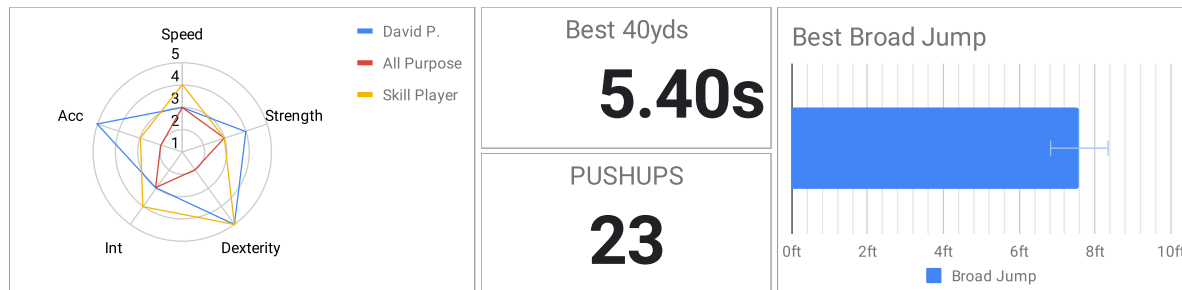 Speed
5
4
3
2
1
Acc
Strength
Int
Dexterity
David P.
All Purpose
Skill Player
Best 40yds
5.40s
PUSHUPS
23
Best Broad Jump
0ft 2ft 4ft 6ft 8ft 10ft
Broad Jump